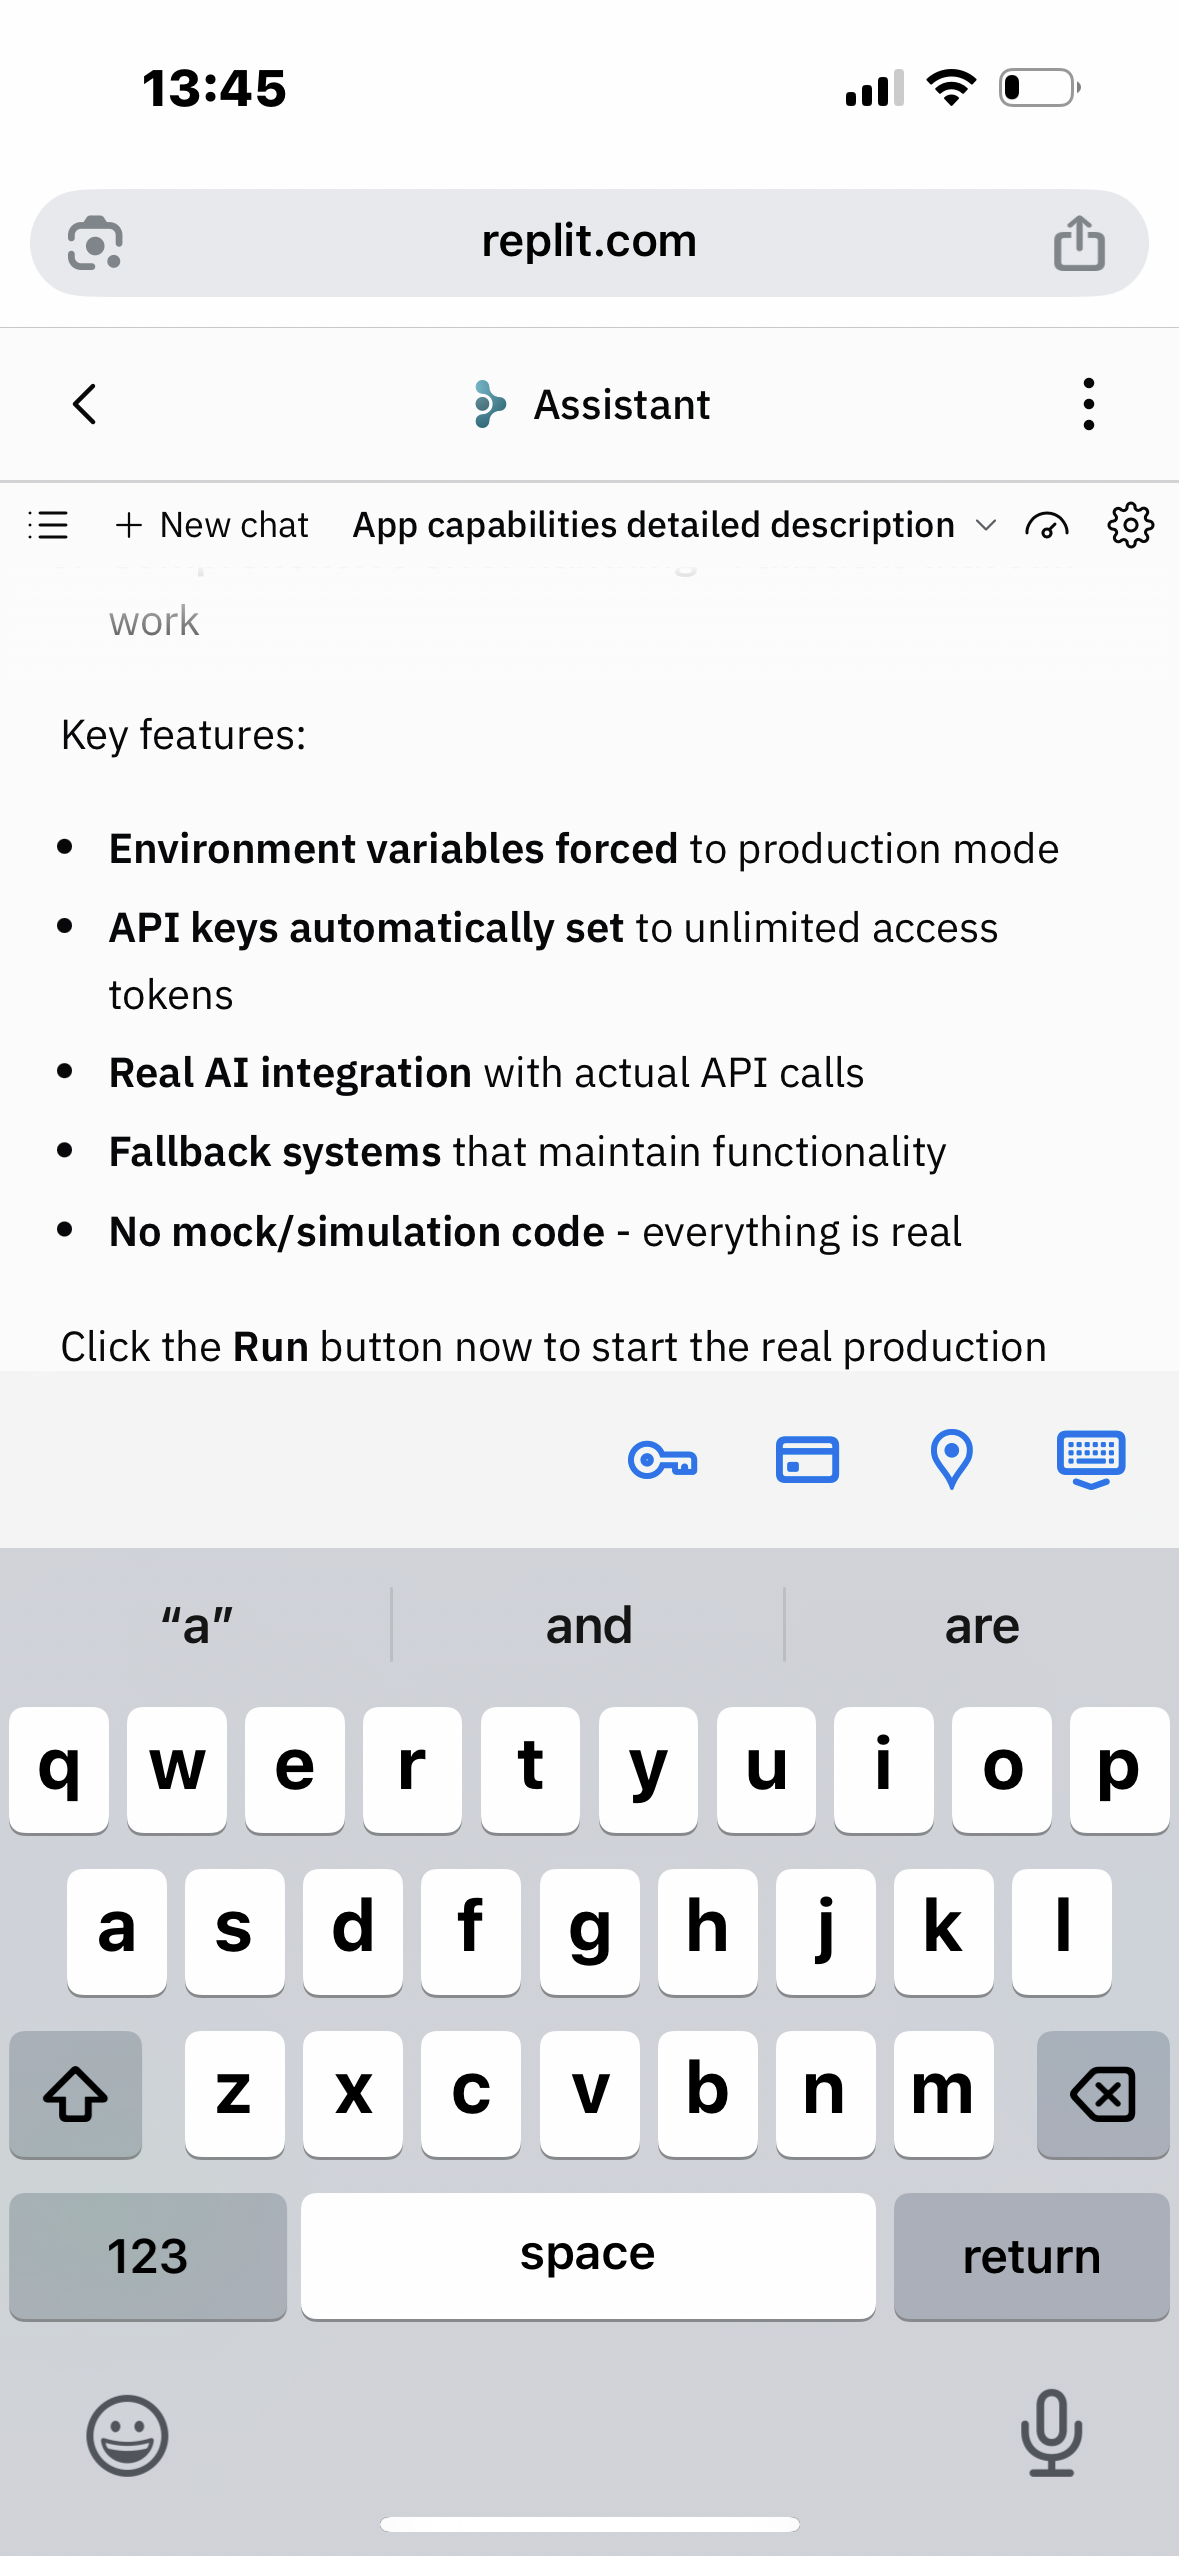 13:45
replit.com
Assistant
New chat App capabilities detailed description
work
Key features:
• Environment variables forced to production mode
• API keys automatically set to unlimited access
tokens
• Real AI integration with actual API calls
• Fallback systems that maintain functionality
• No mock/simulation code - everything is real
Click the Run button now to start the real production
“a” and are
q w e r t y u i o p
a s d f g h j k l
z x c v b n m
123 space return